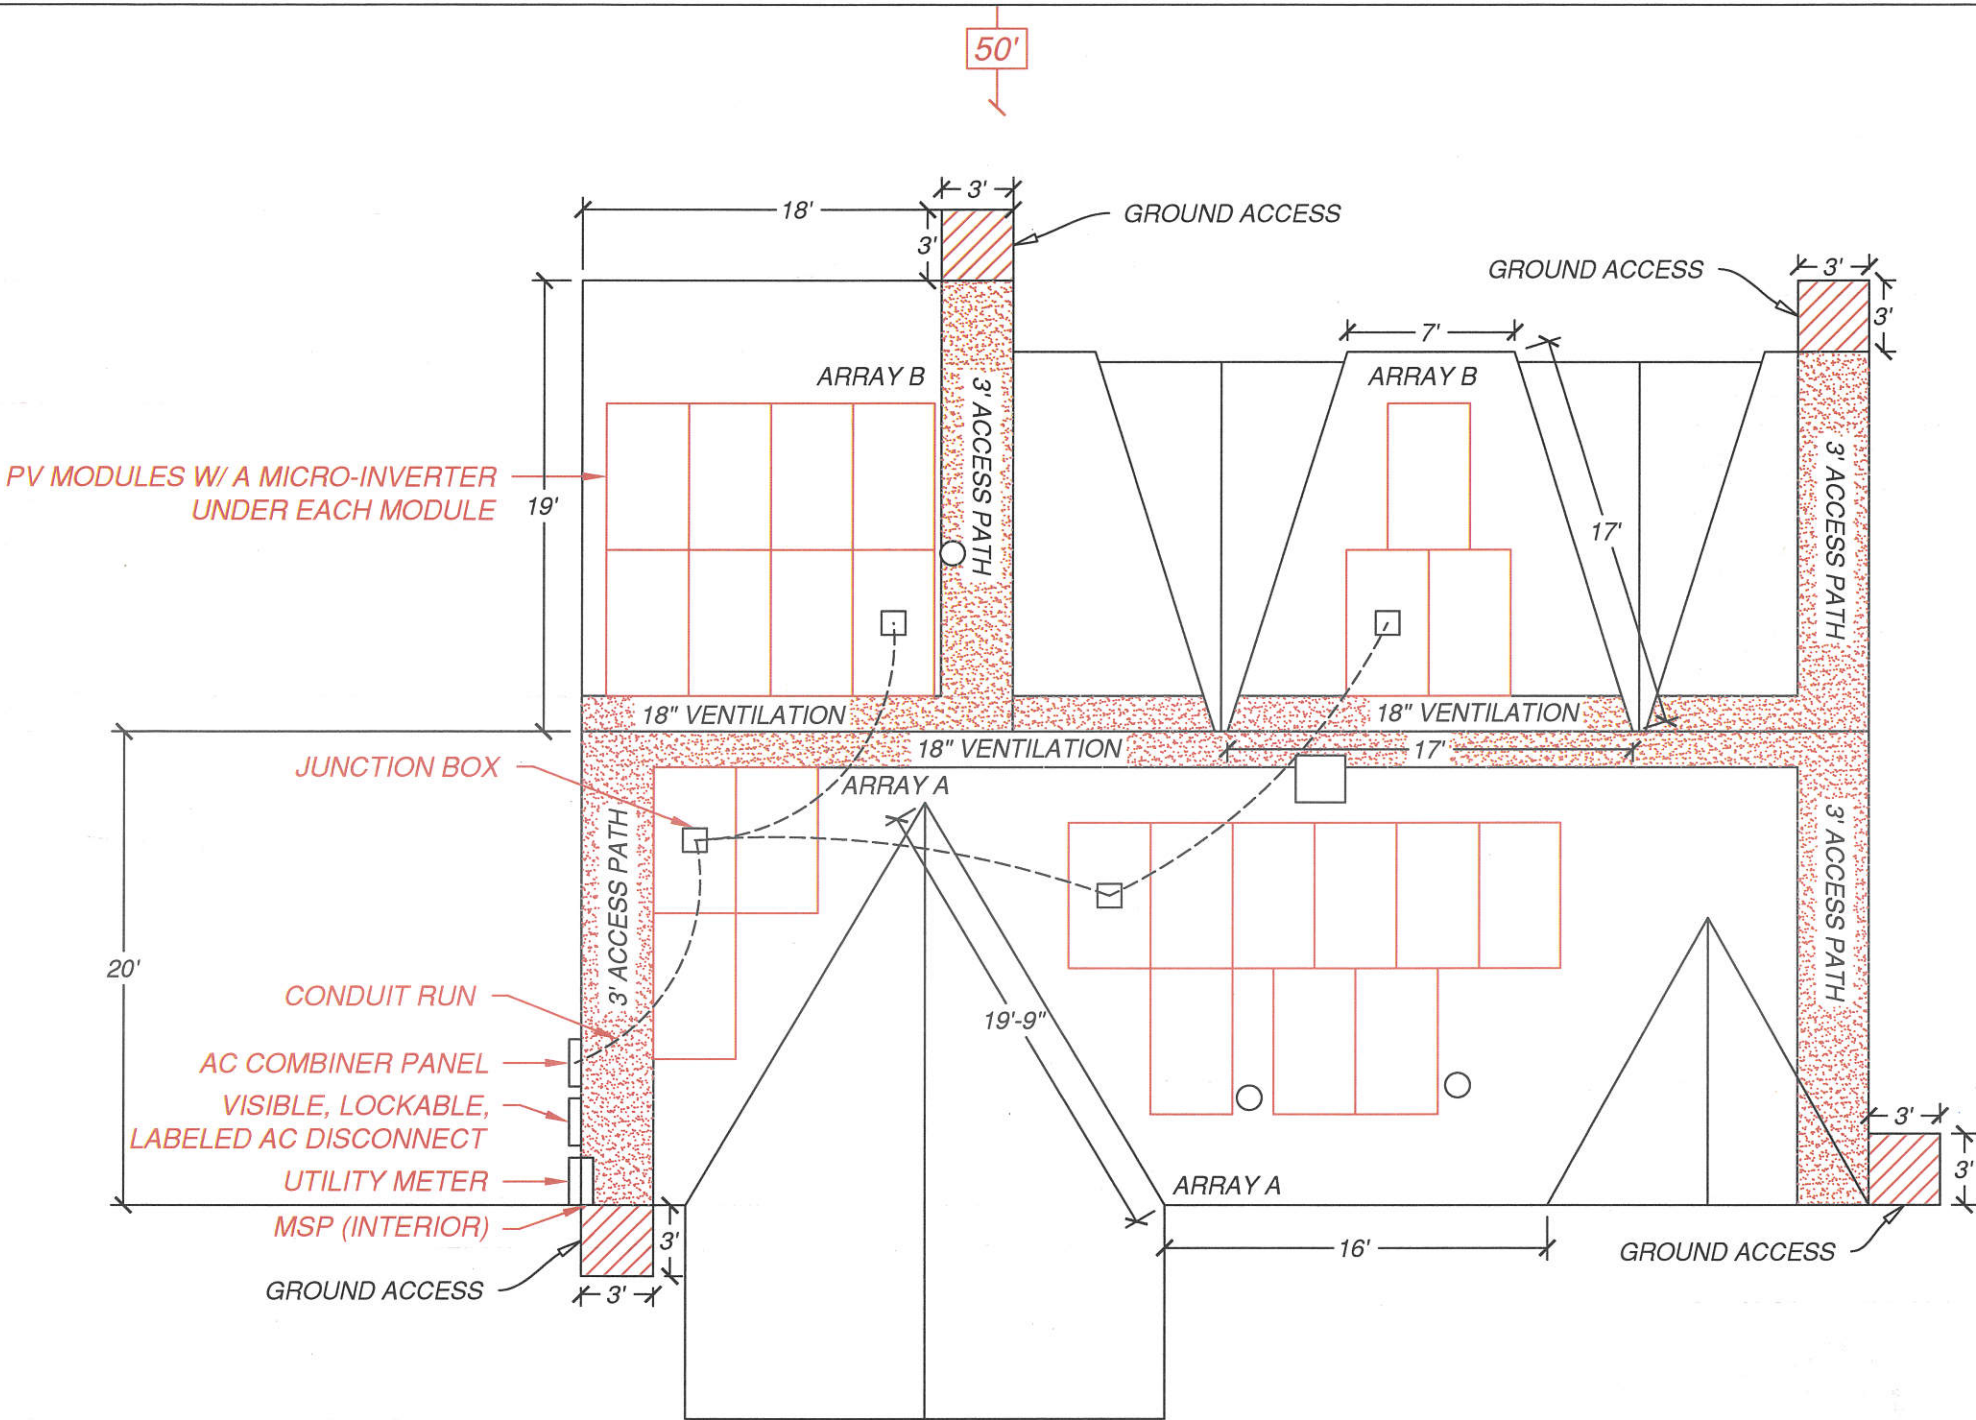 50'
3'
18'
GROUND ACCESS
3'
GROUND ACCESS
3'
3'
7'
ARRAY B
ARRAY B
3' ACCESS PATH
3' ACCESS PATH
PV MODULES W/ A MICRO-INVERTER
UNDER EACH MODULE
19'
17'
18" VENTILATION
18" VENTILATION
18" VENTILATION
17'
JUNCTION BOX
ARRAY A
3' ACCESS PATH
3' ACCESS PATH
20'
CONDUIT RUN
19'-9"
AC COMBINER PANEL
VISIBLE, LOCKABLE,
LABELED AC DISCONNECT
3'
3'
UTILITY METER
ARRAY A
MSP (INTERIOR)
3'
16'
GROUND ACCESS
GROUND ACCESS
3'